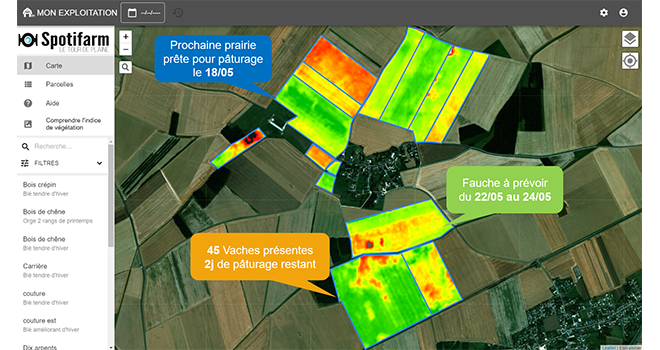 MON EXPLOITATION
--/--/--
Spotifarm
LE TOUR DE PLAINE
Carte
Parcelles
Aide
Comprendre l'indice
de végétation
Recherche...
FILTRES
Bois crépin
Blé tendre d'hiver
Bois de chêne
Orge 2 rangs de printemps
Bois de chêne
Blé tendre d'hiver
Carrière
Blé tendre d'hiver
couture
Blé tendre d'hiver
couture est
Blé améliorant d'hiver
Dix arpents
+
−
Prochaine prairie
prête pour pâturage
le 18/05
Fauche à prévoir
du 22/05 au 24/05
45 Vaches présentes
2j de pâturage restant
Leaflet